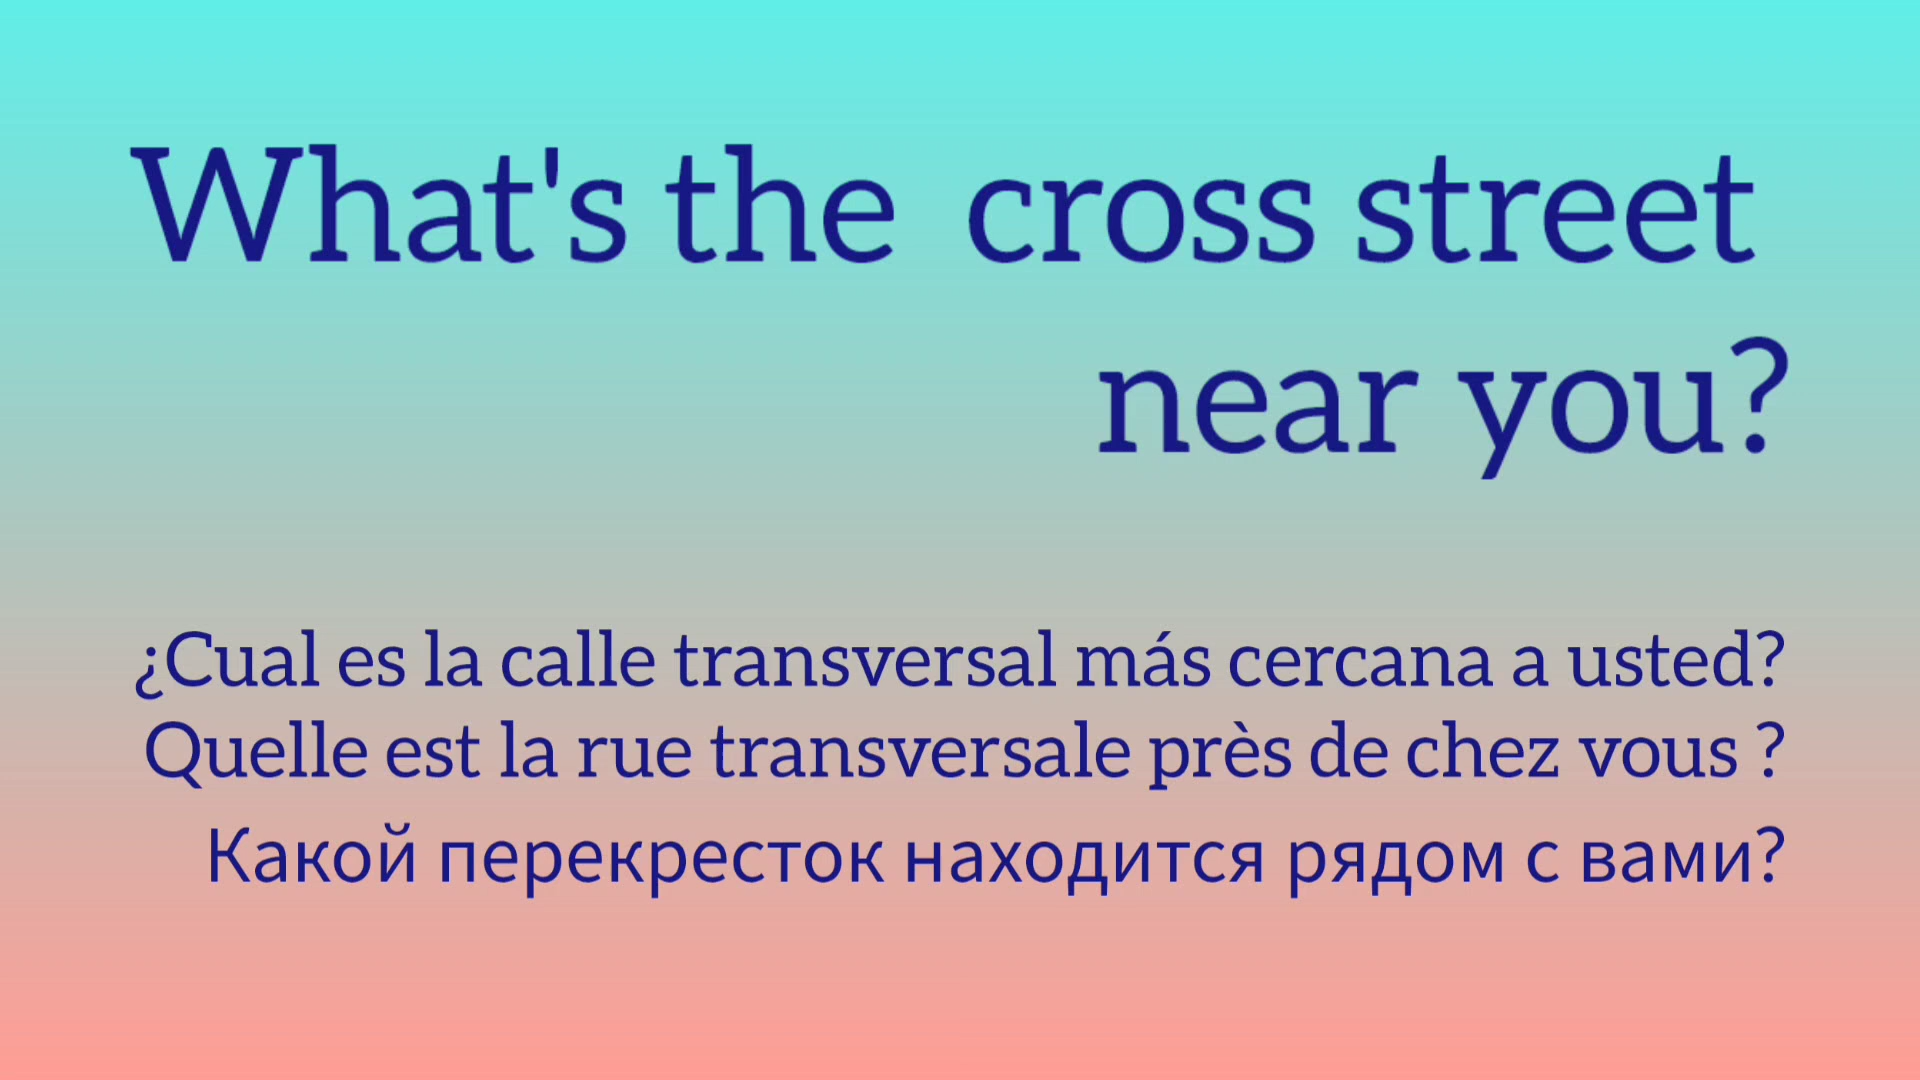 What's the cross street
near you?
¿Cual es la calle transversal más cercana a usted?
Quelle est la rue transversale près de chez vous ?
Какой перекресток находится рядом с вами?